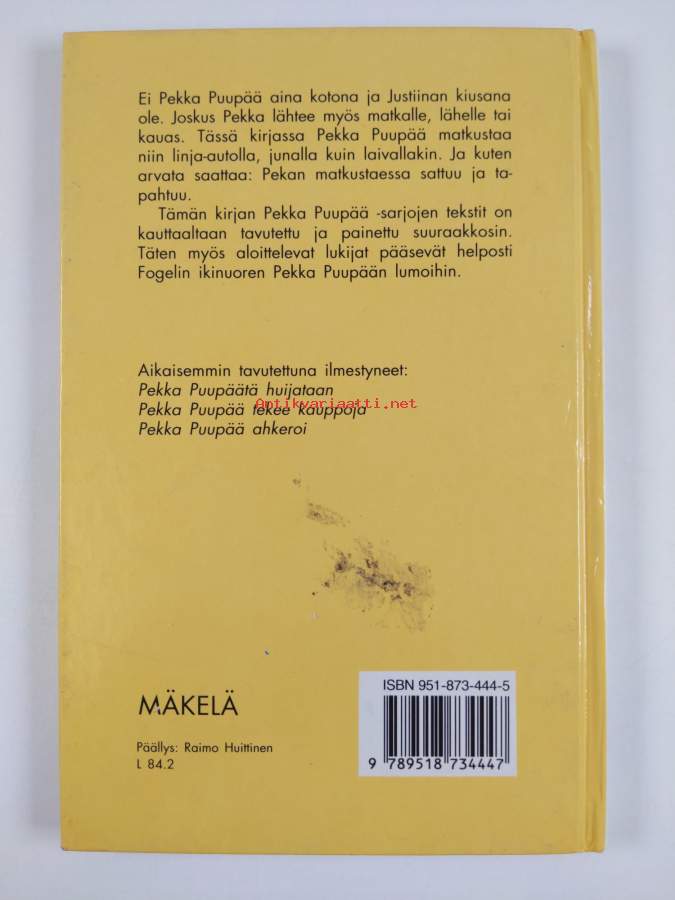 Ei Pekka Puupää aina kotona ja Justiinan kiusana
ole. Joskus Pekka lähtee myös matkalle, lähelle tai
kauas. Tässä kirjassa Pekka Puupää matkustaa
niin linja-autolla, junalla kuin laivallakin. Ja kuten
arvata saattaa: Pekan matkustaessa sattuu ja ta-
pahtuu.
Tämän kirjan Pekka Puupää -sarjojen tekstit on
kauttaaltaan tavutettu ja painettu suuraakkosin.
Täten myös aloittelevat lukijat pääsevät helposti
Fogelin ikinuoren Pekka Puupään lumoihin.
Aikaisemmin tavutettuna ilmestyneet:
Pekka Puupäätä huijataan
Antikvariaatti.net
Pekka Puupää tekee kauppoja
Pekka Puupää ahkeroi
ISBN 951-873-444-5
MÄKELÄ
Päällys: Raimo Huittinen
L 84.2
9 789518 734447